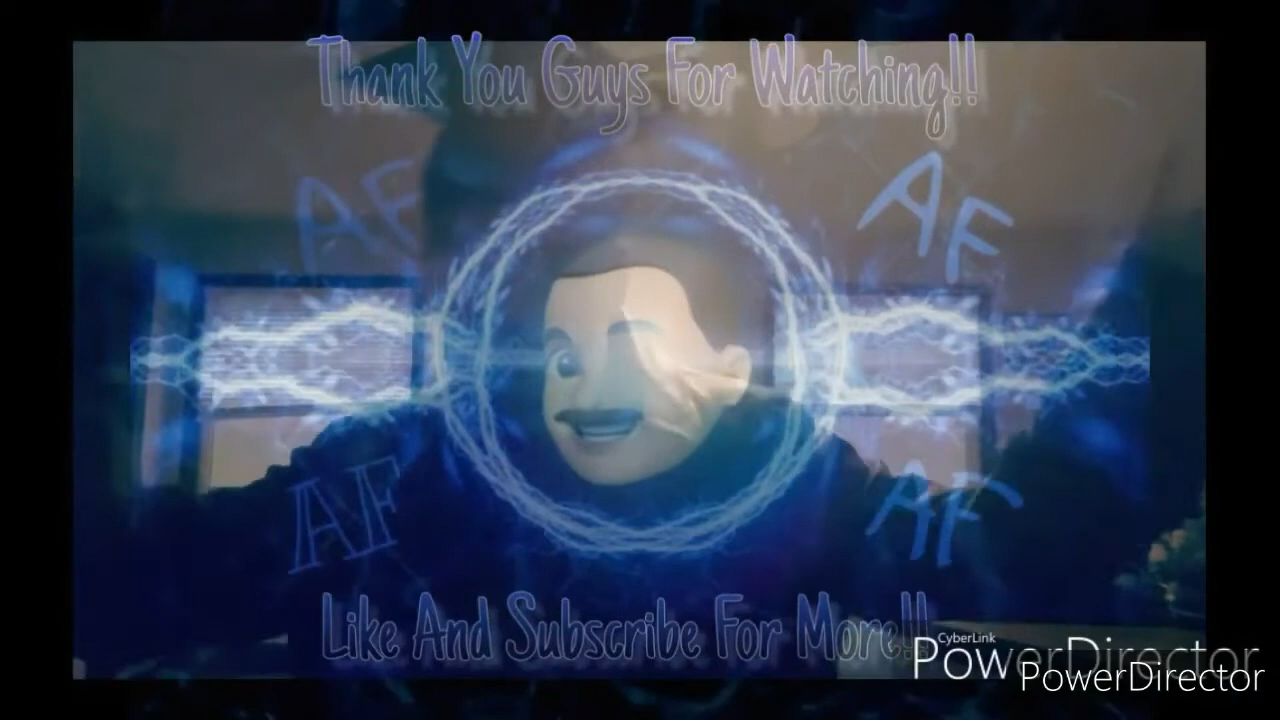 Thank You Guys For Watching!!
AF
AF
AF
AF
Like And Subscribe For More!!!
CyberLink
PowerDirector
PowerDirector